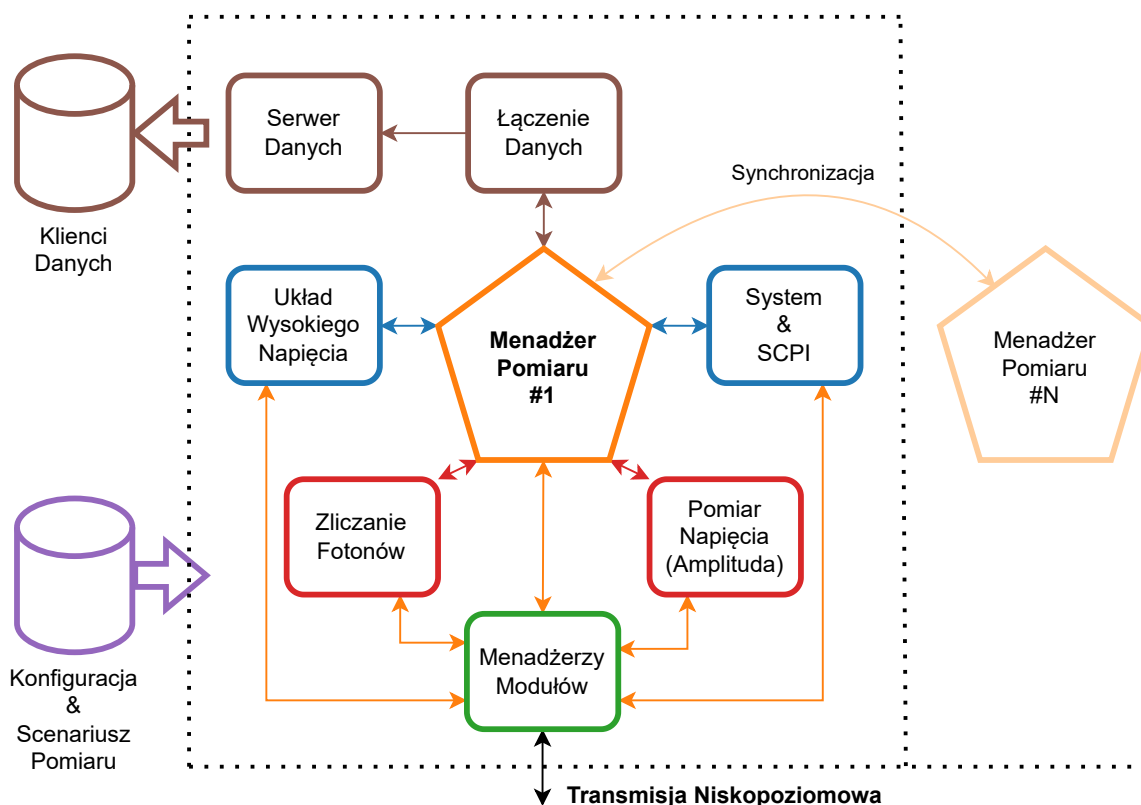 Serwer
Danych
Łączenie
Danych
Synchronizacja
Klienci
Danych
Układ
Wysokiego
Napięcia
Menadżer
Pomiaru
#1
System
&
SCPI
Menadżer
Pomiaru
#N
Zliczanie
Fotonów
Pomiar
Napięcia
(Amplituda)
Menadżerzy
Modułów
Konfiguracja
&
Scenariusz
Pomiaru
Transmisja Niskopoziomowa